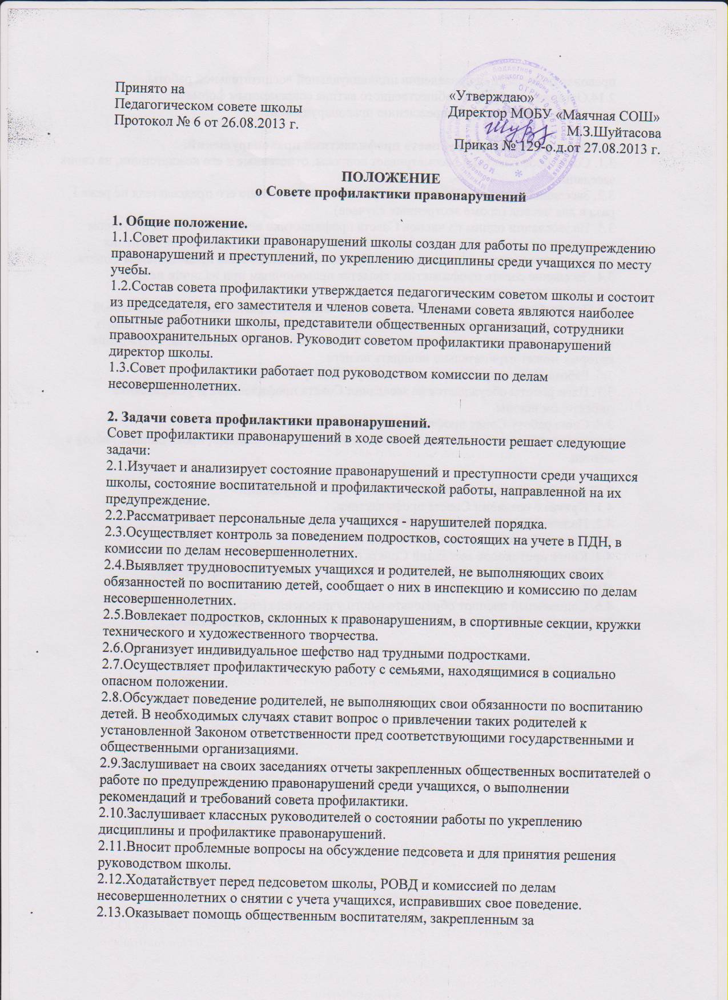 Принято на
Педагогическом совете школы
Протокол № 6 от 26.08.2013 г.
«Утверждаю»
Директор МОБУ «Маячная СОШ»
М.З.Шуйтасова
Приказ № 129-о.д.от 27.08.2013 г.
ПОЛОЖЕНИЕ
о Совете профилактики правонарушений
1. Общие положение.
1.1.Совет профилактики правонарушений школы создан для работы по предупреждению
правонарушений и преступлений, по укреплению дисциплины среди учащихся по месту
учебы.
1.2.Состав совета профилактики утверждается педагогическим советом школы и состоит
из председателя, его заместителя и членов совета. Членами совета являются наиболее
опытные работники школы, представители общественных организаций, сотрудники
правоохранительных органов. Руководит советом профилактики правонарушений
директор школы.
1.3.Совет профилактики работает под руководством комиссии по делам
несовершеннолетних.
2. Задачи совета профилактики правонарушений.
Совет профилактики правонарушений в ходе своей деятельности решает следующие
задачи:
2.1.Изучает и анализирует состояние правонарушений и преступности среди учащихся
школы, состояние воспитательной и профилактической работы, направленной на их
предупреждение.
2.2.Рассматривает персональные дела учащихся - нарушителей порядка.
2.3.Осуществляет контроль за поведением подростков, состоящих на учете в ПДН, в
комиссии по делам несовершеннолетних.
2.4.Выявляет трудновоспитуемых учащихся и родителей, не выполняющих своих
обязанностей по воспитанию детей, сообщает о них в инспекцию и комиссию по делам
несовершеннолетних.
2.5.Вовлекает подростков, склонных к правонарушениям, в спортивные секции, кружки
технического и художественного творчества.
2.6.Организует индивидуальное шефство над трудными подростками.
2.7.Осуществляет профилактическую работу с семьями, находящимися в социально
опасном положении.
2.8.Обсуждает поведение родителей, не выполняющих свои обязанности по воспитанию
детей. В необходимых случаях ставит вопрос о привлечении таких родителей к
установленной Законом ответственности пред соответствующими государственными и
общественными организациями.
2.9.Заслушивает на своих заседаниях отчеты закрепленных общественных воспитателей о
работе по предупреждению правонарушений среди учащихся, о выполнении
рекомендаций и требований совета профилактики.
2.10.Заслушивает классных руководителей о состоянии работы по укреплению
дисциплины и профилактике правонарушений.
2.11.Вносит проблемные вопросы на обсуждение педсовета и для принятия решения
руководством школы.
2.12.Ходатайствует перед педсоветом школы, РОВД и комиссией по делам
несовершеннолетних о снятии с учета учащихся, исправивших свое поведение.
2.13.Оказывает помощь общественным воспитателям, закрепленным за